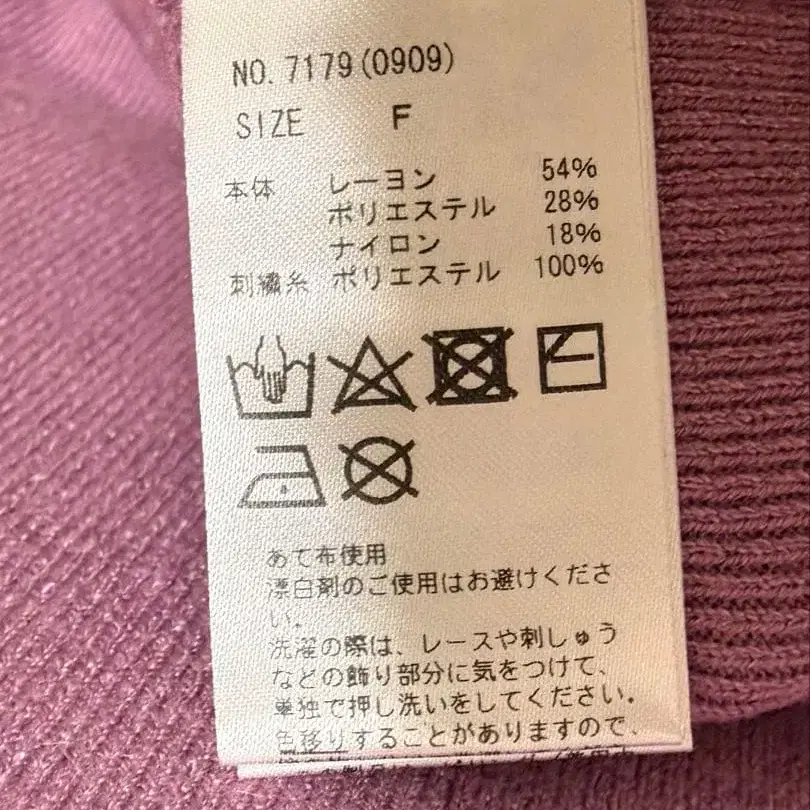 NO. 7179(0909)
SIZE F
本体 レーヨン 54%
ポリエステル 28%
ナイロン 18%
刺繍糸 ポリエステル 100%
あて布使用
漂白剤のご使用はお避けくださ
い。
洗濯の際は、レースや刺しゅう
などの飾り部分に気をつけて、
単独で押し洗いをしてください。
色移りすることがありますので、